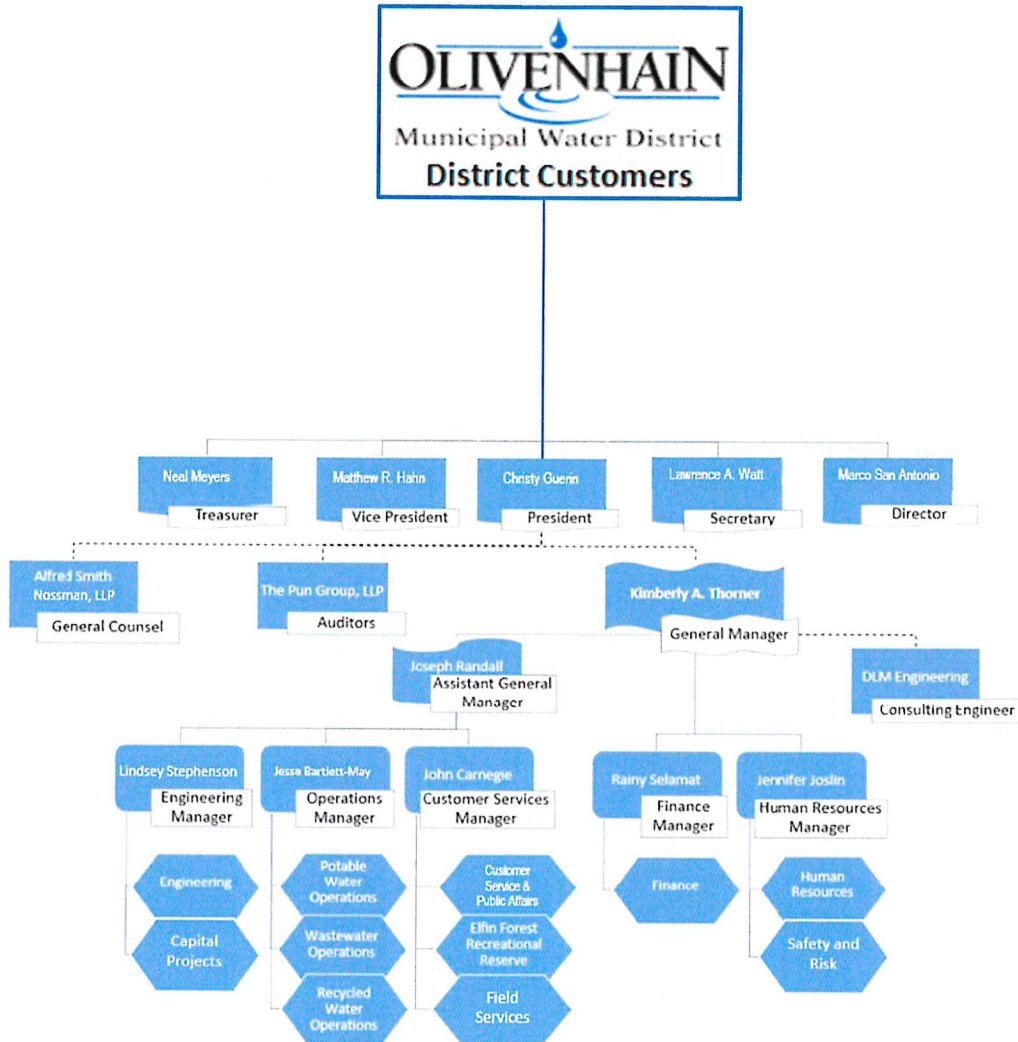 OLIVENHAIN
Municipal Water District
District Customers
Neal Meyers
Treasurer
Matthew R. Hahn
Vice President
Christy Guerin
President
Lawrence A. Watt
Secretary
Marco San Antonio
Director
Alfred Smith
Nossman, LLP
General Counsel
The Pun Group, LLP
Auditors
Kimberly A. Thorner
General Manager
Joseph Randall
Assistant General
Manager
DLM Engineering
Consulting Engineer
Lindsey Stephenson
Engineering
Manager
Jesse Bartlett-May
Operations
Manager
John Carnegie
Customer Services
Manager
Rainy Selamat
Finance
Manager
Jennifer Joslin
Human Resources
Manager
Engineering
Capital
Projects
Potable
Water
Operations
Wastewater
Operations
Recycled
Water
Operations
Customer
Service &
Public Affairs
Elfin Forest
Recreational
Reserve
Field
Services
Finance
Human
Resources
Safety and
Risk